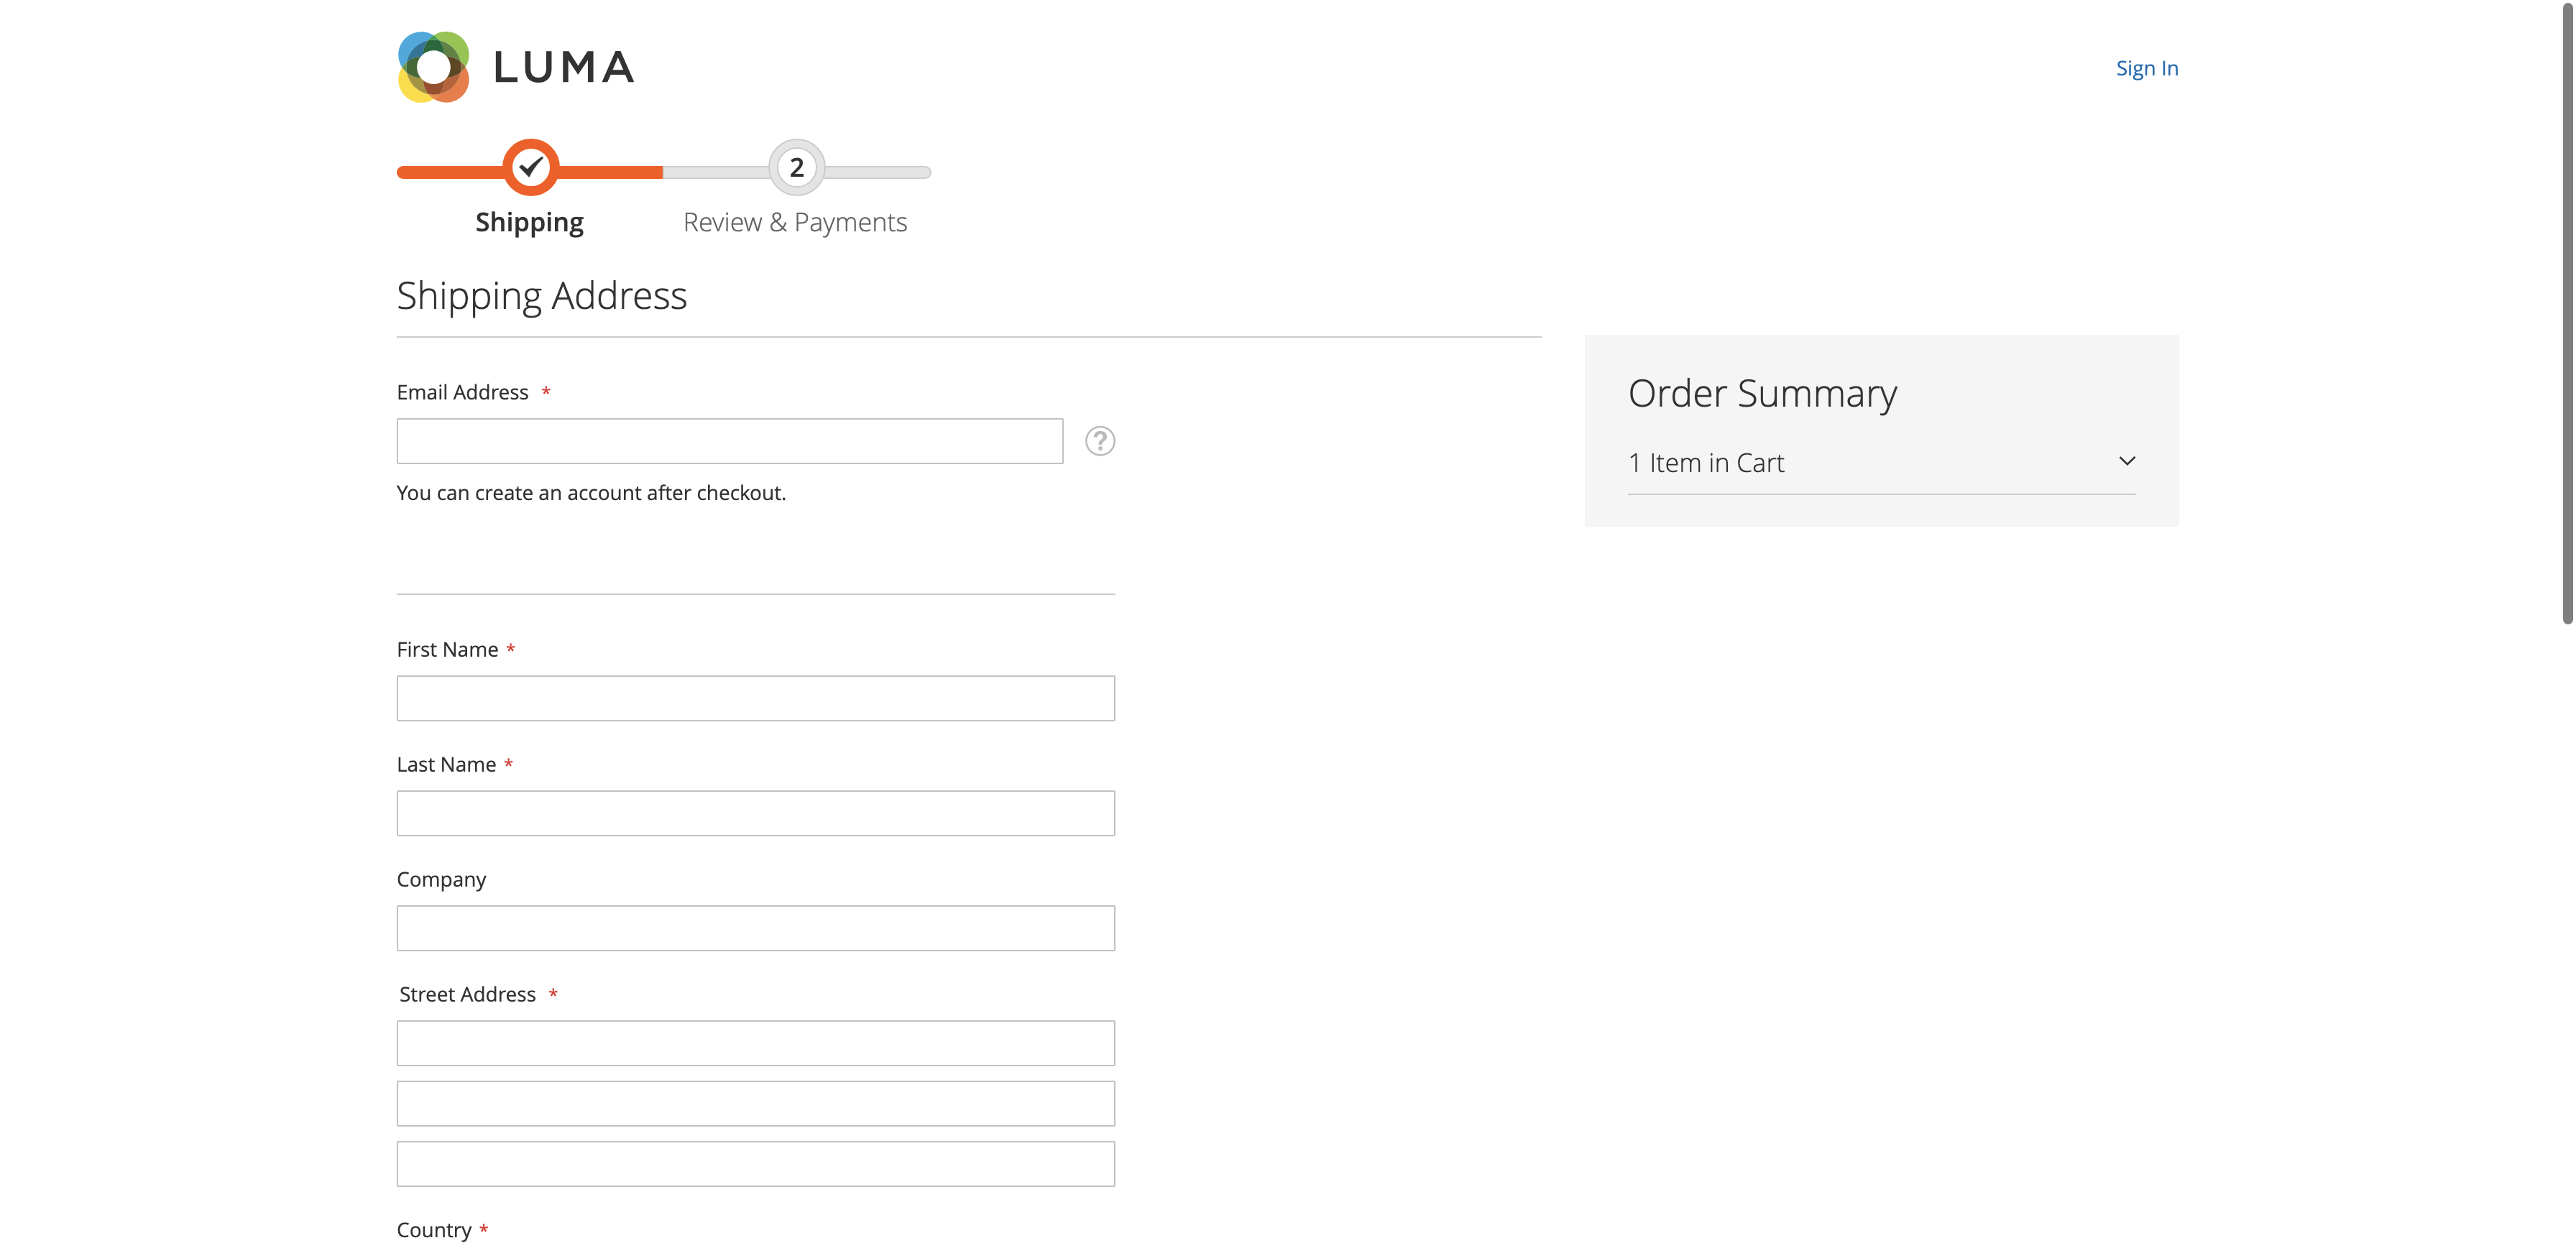 LUMA
Sign In
2
Shipping
Review & Payments
Shipping Address
Email Address *
?
You can create an account after checkout.
Order Summary
1 Item in Cart
First Name *
Last Name *
Company
Street Address *
Country *